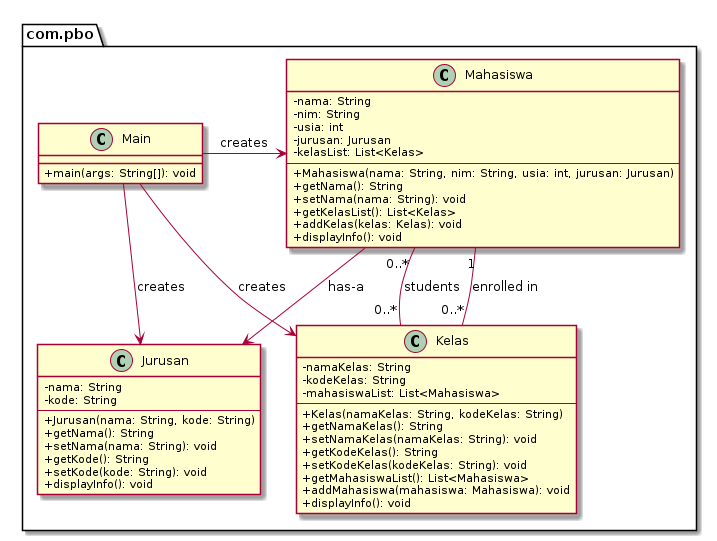 com.pbo
C Mahasiswa
-nama: String
-nim: String
-usia: int
-jurusan: Jurusan
-kelasList: List<Kelas>
+Mahasiswa(nama: String, nim: String, usia: int, jurusan: Jurusan)
+getNama(): String
+setNama(nama: String): void
+getKelasList(): List<Kelas>
+addKelas(kelas: Kelas): void
+displayInfo(): void
C Main
+main(args: String[]): void
creates
creates
creates
has-a
0..*
students
0..*
1
enrolled in
0..*
C Jurusan
-nama: String
-kode: String
+Jurusan(nama: String, kode: String)
+getNama(): String
+setNama(nama: String): void
+getKode(): String
+setKode(kode: String): void
+displayInfo(): void
C Kelas
-namaKelas: String
-kodeKelas: String
-mahasiswaList: List<Mahasiswa>
+Kelas(namaKelas: String, kodeKelas: String)
+getNamaKelas(): String
+setNamaKelas(namaKelas: String): void
+getKodeKelas(): String
+setKodeKelas(kodeKelas: String): void
+getMahasiswaList(): List<Mahasiswa>
+addMahasiswa(mahasiswa: Mahasiswa): void
+displayInfo(): void